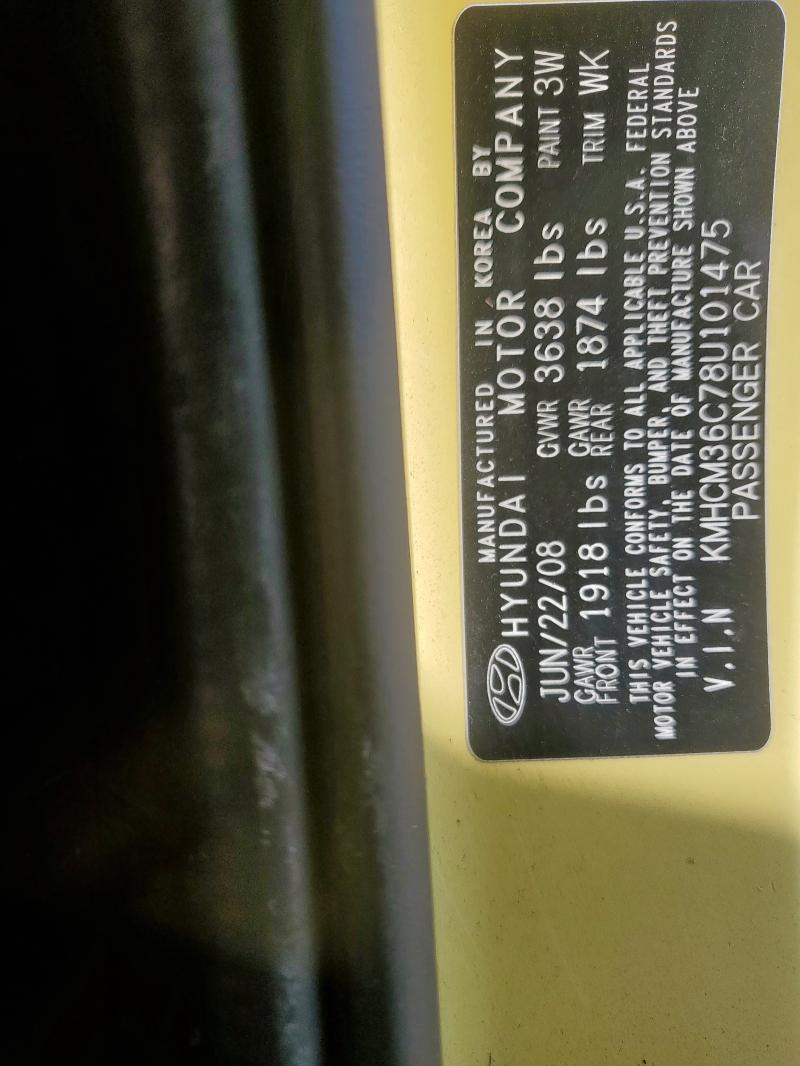 MANUFACTURED IN KOREA BY
HYUNDAI MOTOR COMPANY
JUN/22/08 GVWR 3638 lbs PAINT 3W
GAWR FRONT 1918 lbs GAWR REAR 1874 lbs TRIM WK
THIS VEHICLE CONFORMS TO ALL APPLICABLE U.S.A. FEDERAL
MOTOR VEHICLE SAFETY, BUMPER, AND THEFT PREVENTION STANDARDS
IN EFFECT ON THE DATE OF MANUFACTURE SHOWN ABOVE
V.I.N KMHCM36C78U101475
PASSENGER CAR